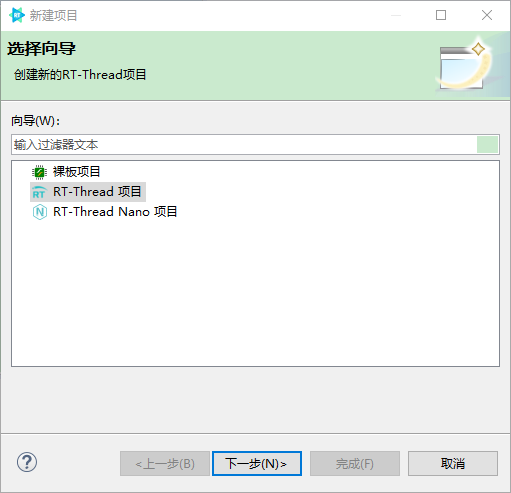 新建项目
选择向导
创建新的RT-Thread项目
向导(W):
输入过滤器文本
裸板项目
RT-Thread 项目
RT-Thread Nano 项目
<上一步(B) 下一步(N)> 完成(F) 取消